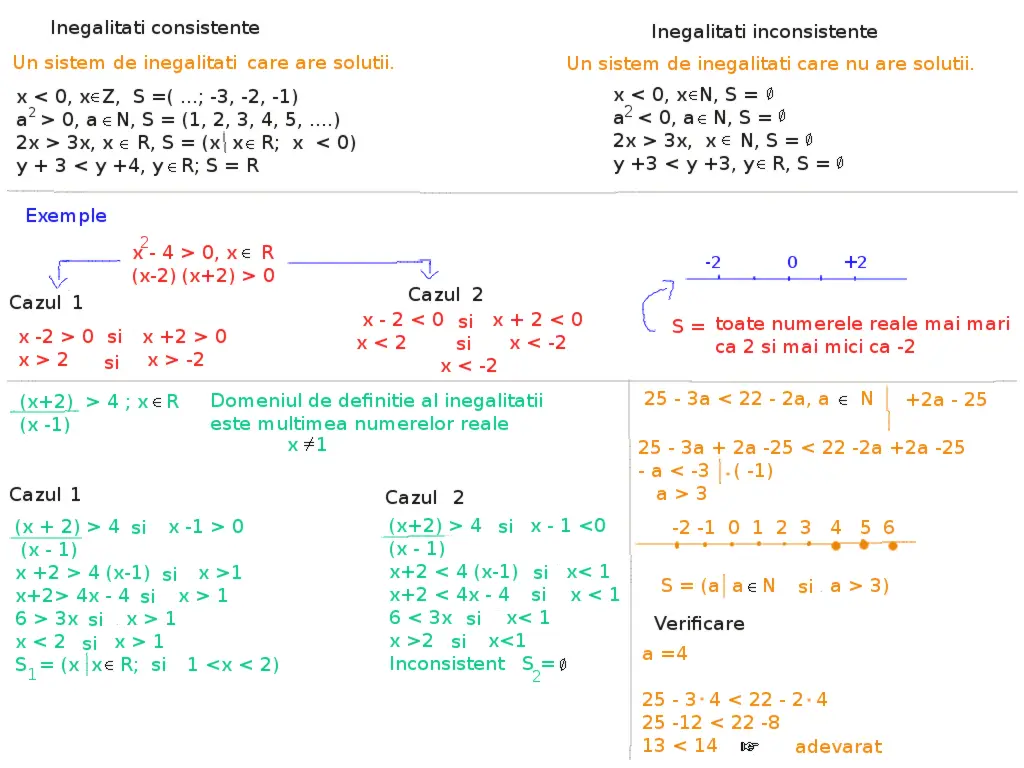 Inegalitati consistente
Un sistem de inegalitati care are solutii.
x < 0, x∈Z, S =( ...; -3, -2, -1)
a² > 0, a ∈ N, S = (1, 2, 3, 4, 5, ....)
2x > 3x, x ∈ R, S = (x| x∈ R; x < 0)
y + 3 < y +4, y∈R; S = R
Inegalitati inconsistente
Un sistem de inegalitati care nu are solutii.
x < 0, x∈N, S = ∅
a² < 0, a∈ N, S = ∅
2x > 3x, x ∈ N, S = ∅
y +3 < y +3, y∈ R, S = ∅
Exemple
x² - 4 > 0, x ∈ R
(x-2) (x+2) > 0
Cazul 1
x -2 > 0 si x +2 > 0
x > 2 si x > -2
Cazul 2
x - 2 < 0 si x + 2 < 0
x < 2 si x < -2
x < -2
-2 0 +2
S = toate numerele reale mai mari
ca 2 si mai mici ca -2
(x+2) > 4 ; x ∈ R
(x -1)
Domeniul de definitie al inegalitatii
este multimea numerelor reale
x ≠1
Cazul 1
(x + 2) > 4 si x -1 > 0
(x - 1)
x +2 > 4 (x-1) si x >1
x+2> 4x - 4 si x > 1
6 > 3x si x > 1
x < 2 si x > 1
S₁ = (x |x∈ R; si 1 <x < 2)
Cazul 2
(x+2) > 4 si x - 1 <0
(x - 1)
x+2 < 4 (x-1) si x< 1
x+2 < 4x - 4 si x < 1
6 < 3x si x< 1
x >2 si x<1
Inconsistent S₂=∅
25 - 3a < 22 - 2a, a ∈ N | +2a - 25
25 - 3a + 2a -25 < 22 -2a +2a -25
- a < -3 |·( -1)
a > 3
-2 -1 0 1 2 3 4 5 6
S = (a| a∈N si a > 3)
Verificare
a =4
25 - 3·4 < 22 - 2·4
25 -12 < 22 -8
13 < 14 ☞ adevarat